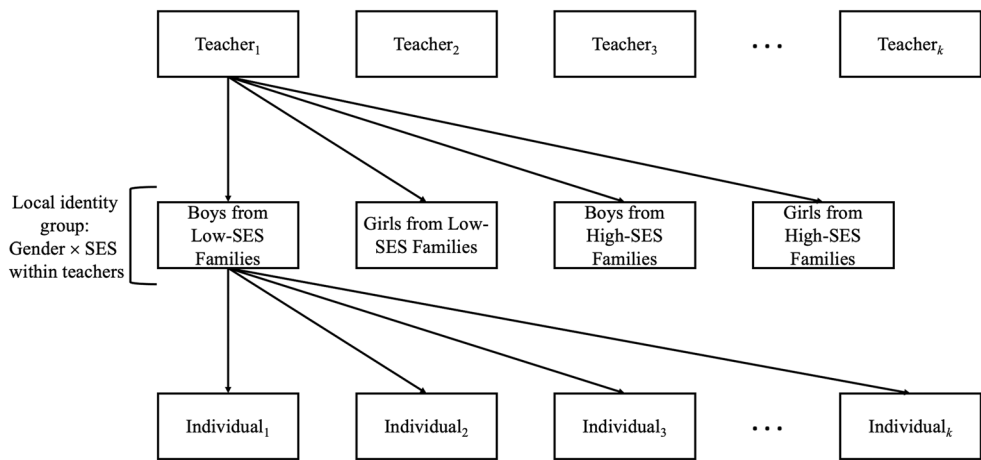 Teacher₁
Teacher₂
Teacher₃
...
Teacherₖ
Local identity
group:
Gender × SES
within teachers
Boys from
Low-SES
Families
Girls from Low-
SES Families
Boys from
High-SES
Families
Girls from
High-SES
Families
Individual₁
Individual₂
Individual₃
...
Individualₖ